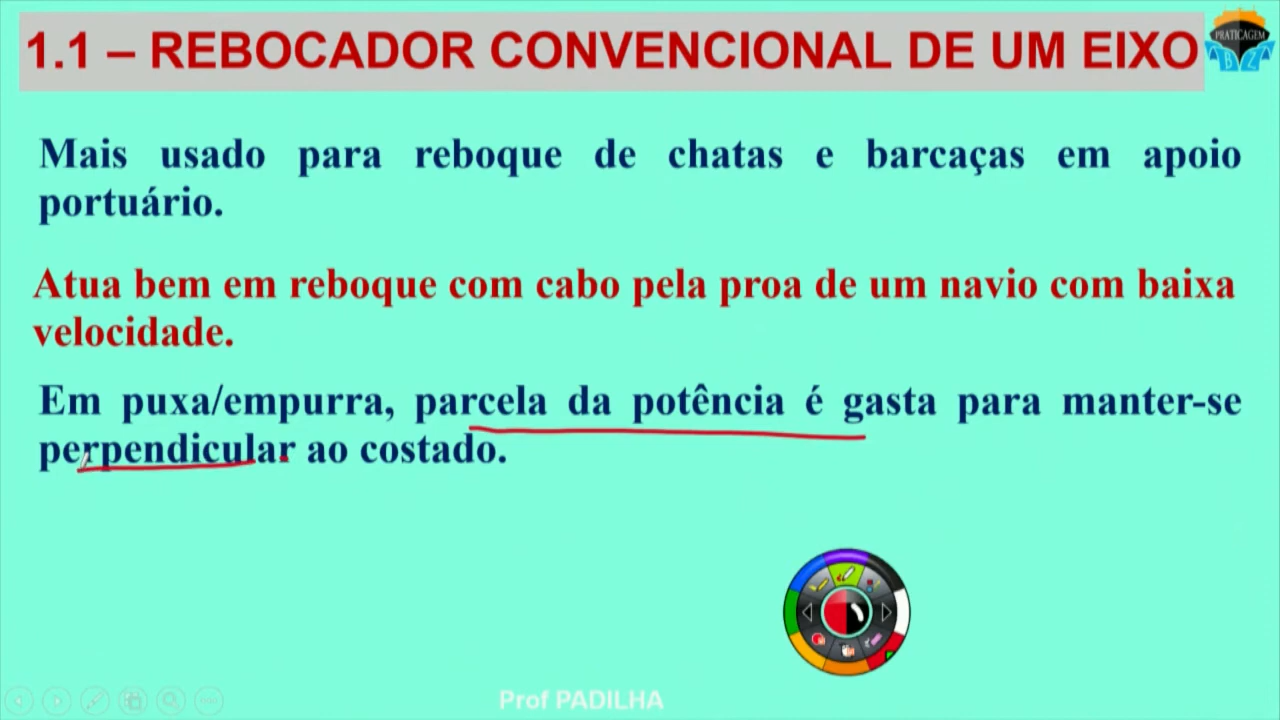 1.1 – REBOCADOR CONVENCIONAL DE UM EIXO
PRATICAGEM
BZ
Mais usado para reboque de chatas e barcaças em apoio
portuário.
Atua bem em reboque com cabo pela proa de um navio com baixa
velocidade.
Em puxa/empurra, parcela da potência é gasta para manter-se
perpendicular ao costado.
Prof PADILHA